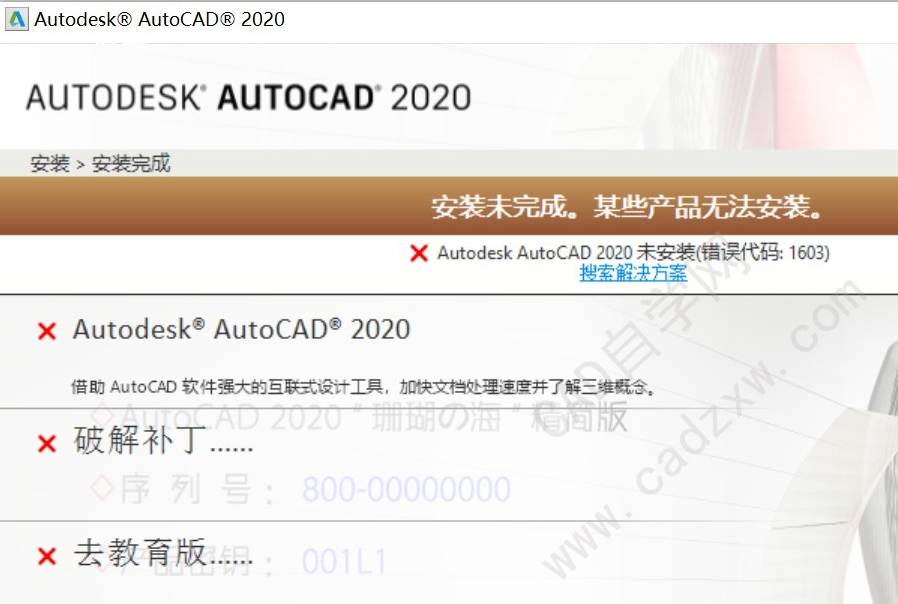 Autodesk® AutoCAD® 2020
AUTODESK® AUTOCAD® 2020
安装 > 安装完成
安装未完成。某些产品无法安装。
Autodesk AutoCAD 2020 未安装(错误代码: 1603)
搜索解决方案
Autodesk® AutoCAD® 2020
借助 AutoCAD 软件强大的互联式设计工具，加快文档处理速度并了解三维概念。
AutoCAD 2020 “ 珊瑚の海 ” 精简版
破解补丁......
序 列 号： 800-00000000
去教育版......
产品密钥： 001L1
CAD自学网
www.cadzxw.com